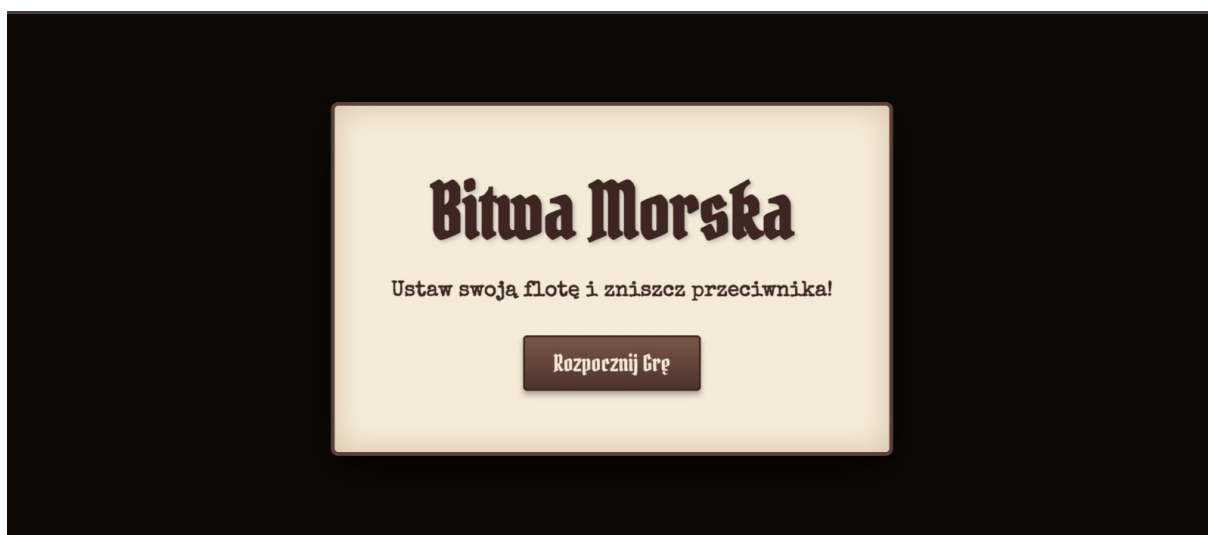 Bitwa Morska
Ustaw swoją flotę i zniszcz przeciwnika!
Rozpocznij Grę